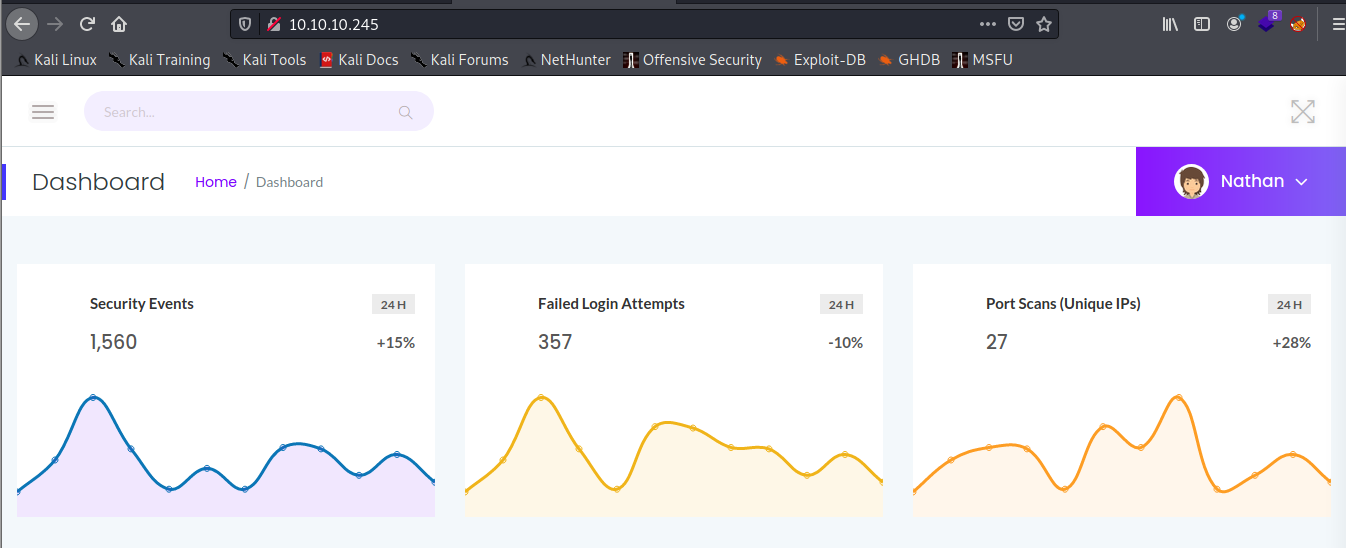 10.10.10.245
8
Kali Linux Kali Training Kali Tools Kali Docs Kali Forums NetHunter Offensive Security Exploit-DB GHDB MSFU
Search...
Dashboard Home / Dashboard Nathan
Security Events 24 H
1,560 +15%
Failed Login Attempts 24 H
357 -10%
Port Scans (Unique IPs) 24 H
27 +28%